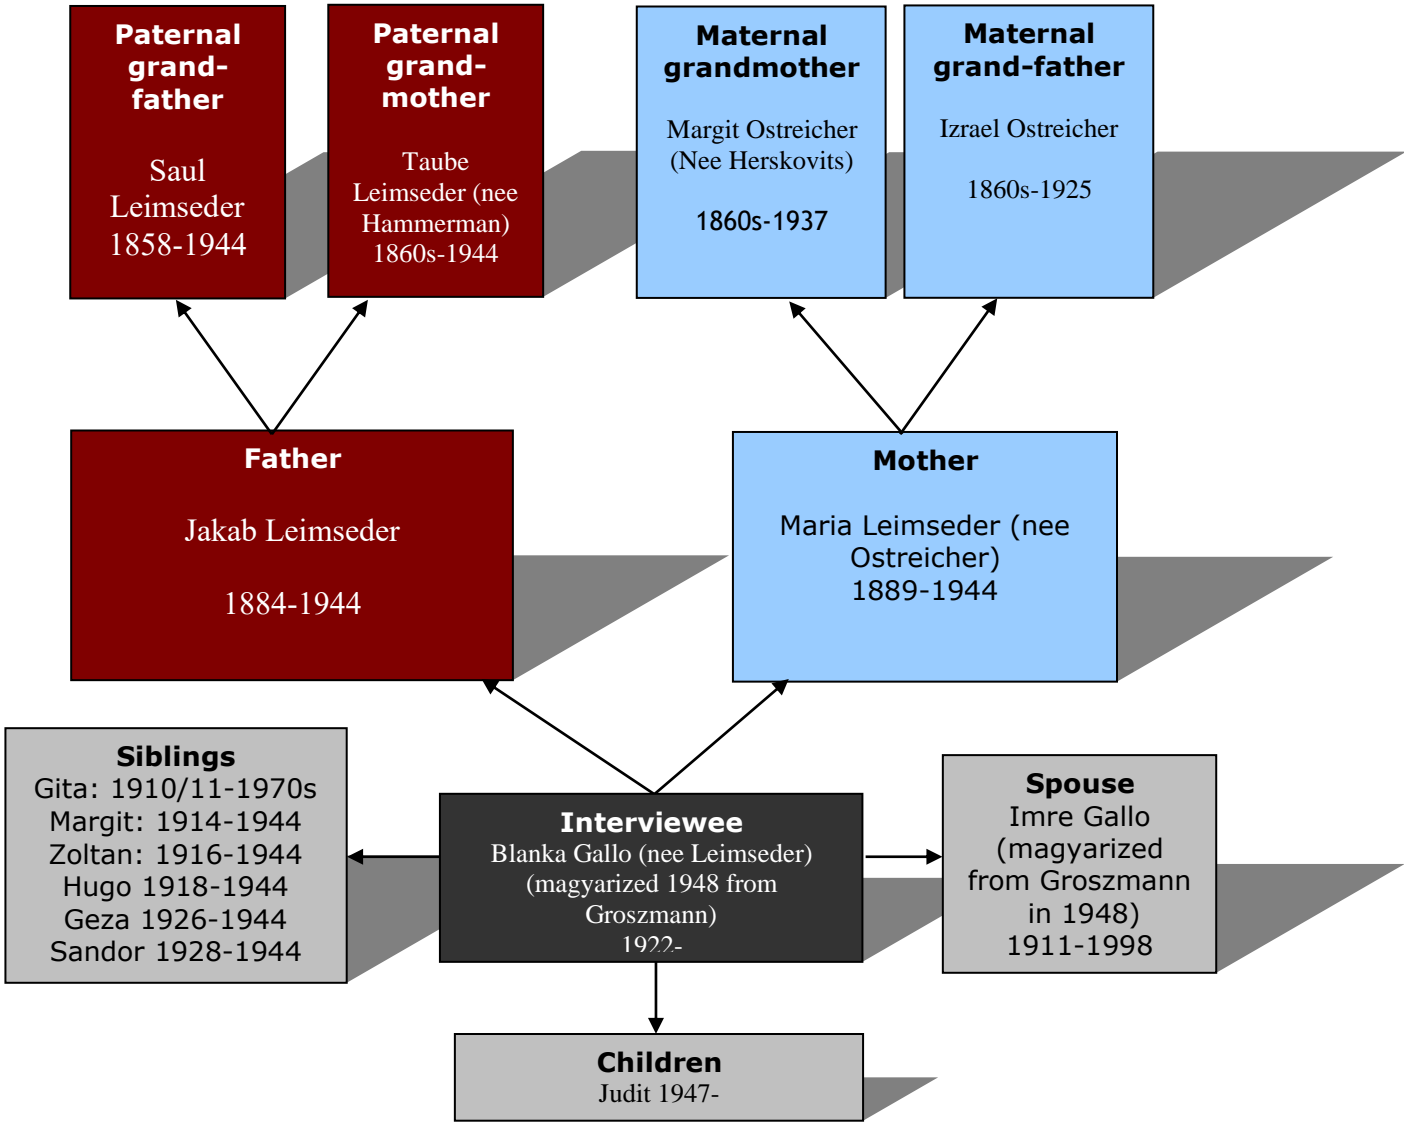 Paternal
grand-
father
Saul
Leimseder
1858-1944
Paternal
grand-
mother
Taube
Leimseder (nee
Hammerman)
1860s-1944
Maternal
grandmother
Margit Ostreicher
(Nee Herskovits)
1860s-1937
Maternal
grand-father
Izrael Ostreicher
1860s-1925
Father
Jakab Leimseder
1884-1944
Mother
Maria Leimseder (nee
Ostreicher)
1889-1944
Siblings
Gita: 1910/11-1970s
Margit: 1914-1944
Zoltan: 1916-1944
Hugo 1918-1944
Geza 1926-1944
Sandor 1928-1944
Interviewee
Blanka Gallo (nee Leimseder)
(magyarized 1948 from
Groszmann)
1922-
Spouse
Imre Gallo
(magyarized
from Groszmann
in 1948)
1911-1998
Children
Judit 1947-